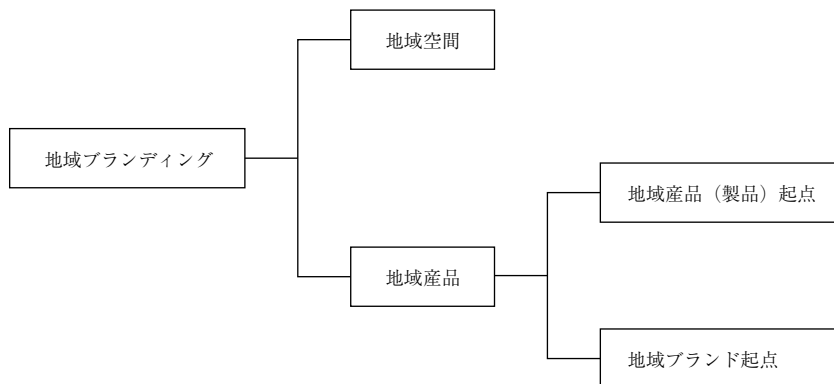 地域空間
地域ブランディング
地域産品（製品）起点
地域産品
地域ブランド起点